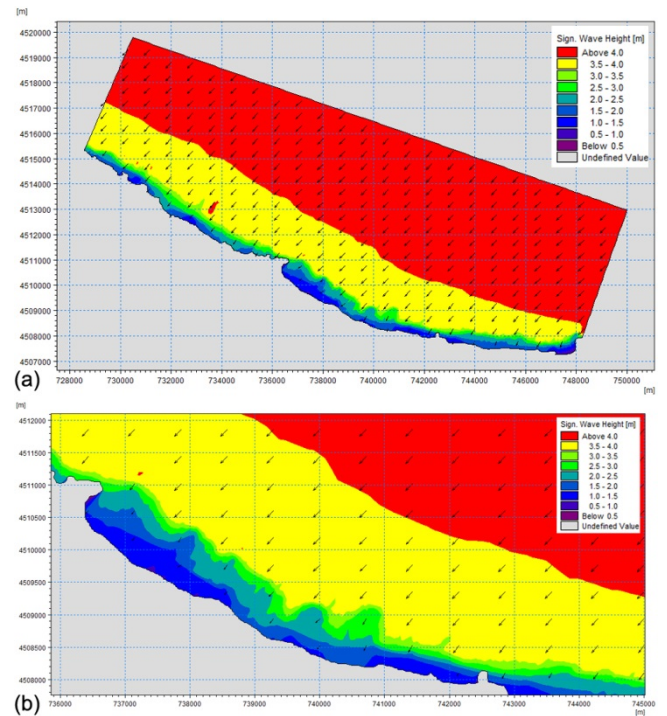 [m]
4520000
4519000
4518000
4517000
4516000
4515000
4514000
4513000
4512000
4511000
4510000
4509000
4508000
4507000
Sign. Wave Height [m]
Above 4.0
3.5 - 4.0
3.0 - 3.5
2.5 - 3.0
2.0 - 2.5
1.5 - 2.0
1.0 - 1.5
0.5 - 1.0
Below 0.5
Undefined Value
(a)
728000 730000 732000 734000 736000 738000 740000 742000 744000 746000 748000 750000
[m]
[m]
4512000
4511500
4511000
4510500
4510000
4509500
4509000
4508500
4508000
Sign. Wave Height [m]
Above 4.0
3.5 - 4.0
3.0 - 3.5
2.5 - 3.0
2.0 - 2.5
1.5 - 2.0
1.0 - 1.5
0.5 - 1.0
Below 0.5
Undefined Value
(b)
736000 737000 738000 739000 740000 741000 742000 743000 744000 745000
[m]